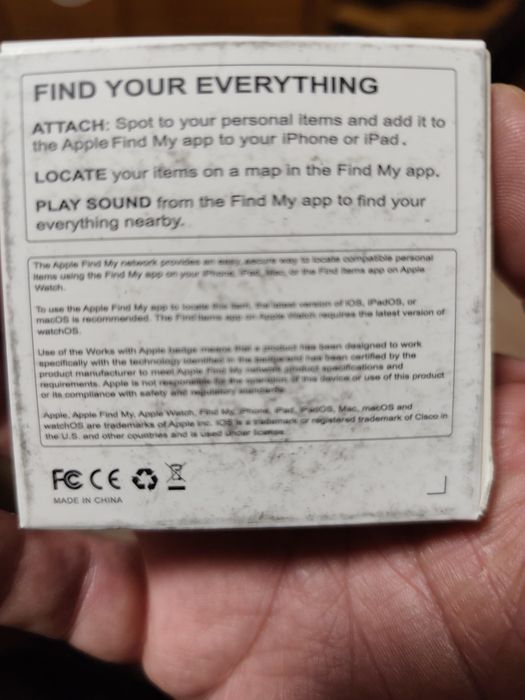 FIND YOUR EVERYTHING
ATTACH: Spot to your personal items and add it to
the Apple Find My app to your iPhone or iPad.
LOCATE your items on a map in the Find My app.
PLAY SOUND from the Find My app to find your
everything nearby.
The Apple Find My network provides an easy, secure way to locate compatible personal
items using the Find My app on your iPhone, iPad, Mac, or the Find Items app on Apple
Watch.
To use the Apple Find My app to locate this item, the latest version of iOS, iPadOS, or
macOS is recommended. The Find Items app on Apple Watch requires the latest version of
watchOS.
Use of the Works with Apple badge means that a product has been designed to work
specifically with the technology identified in the badge and has been certified by the
product manufacturer to meet Apple Find My network product specifications and
requirements. Apple is not responsible for the operation of this device or use of this product
or its compliance with safety and regulatory standards.
Apple, Apple Find My, Apple Watch, Find My, iPhone, iPad, iPadOS, Mac, macOS and
watchOS are trademarks of Apple Inc. IOS is a trademark or registered trademark of Cisco in
the U.S. and other countries and is used under license.
FC CE
MADE IN CHINA